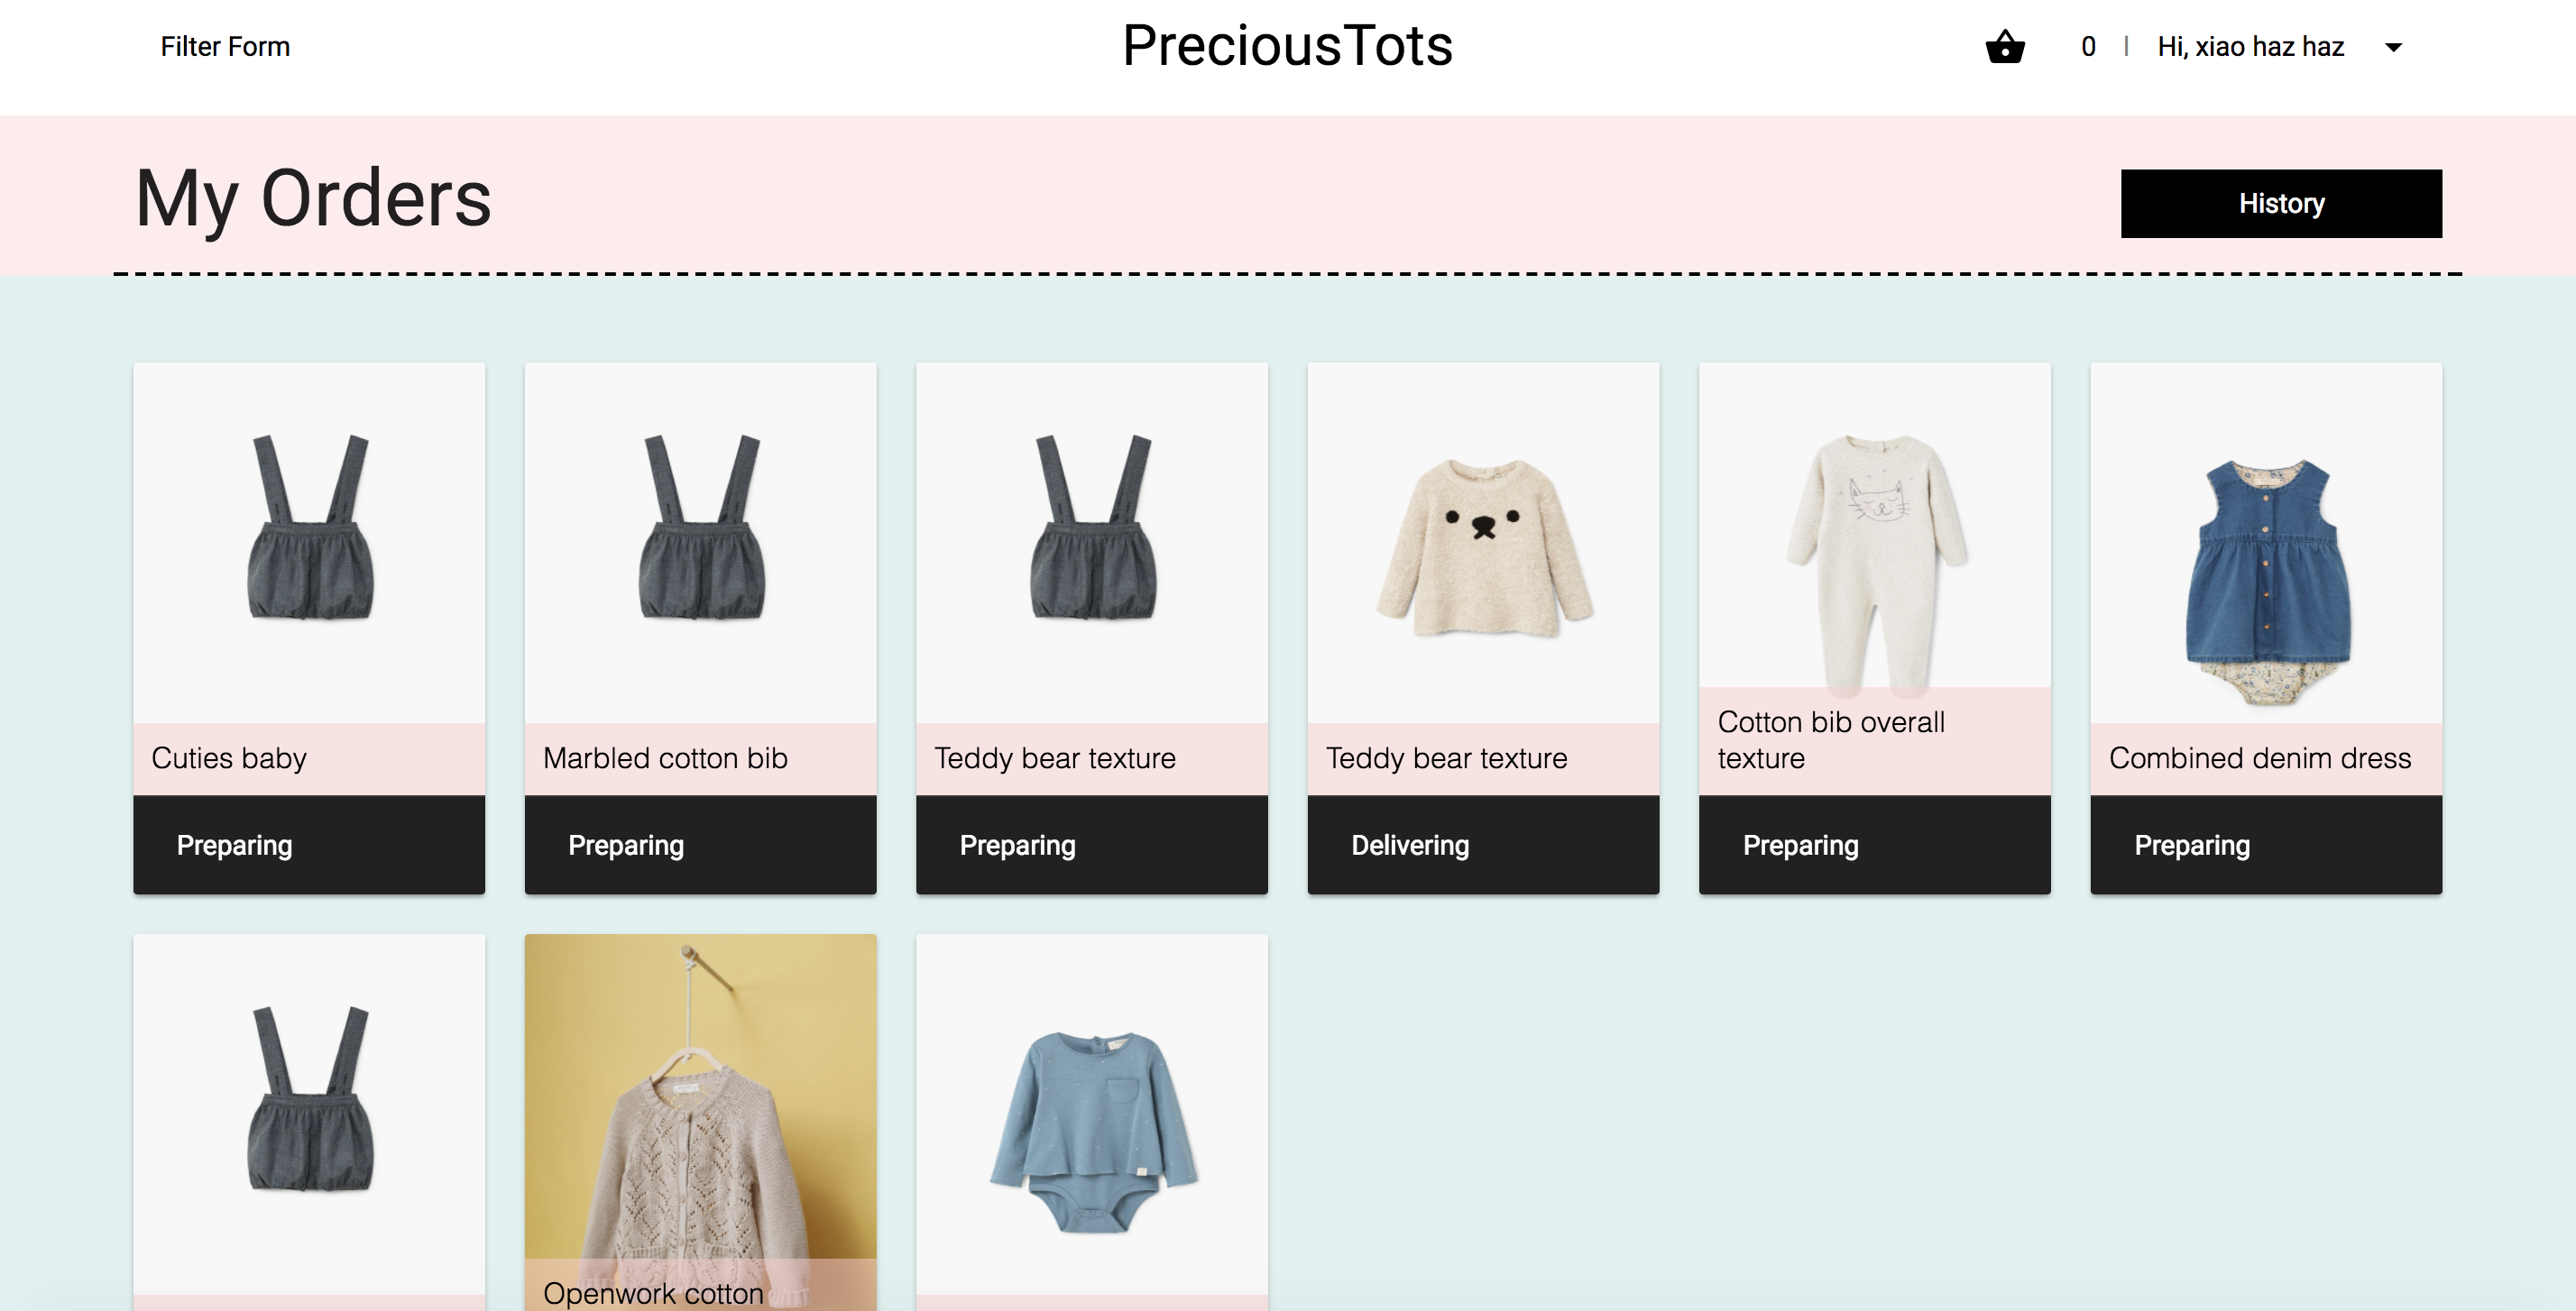 Filter Form
PreciousTots
0 | Hi, xiao haz haz
My Orders
History
Cuties baby
Marbled cotton bib
Teddy bear texture
Teddy bear texture
Cotton bib overall
texture
Combined denim dress
Preparing
Preparing
Preparing
Delivering
Preparing
Preparing
Openwork cotton